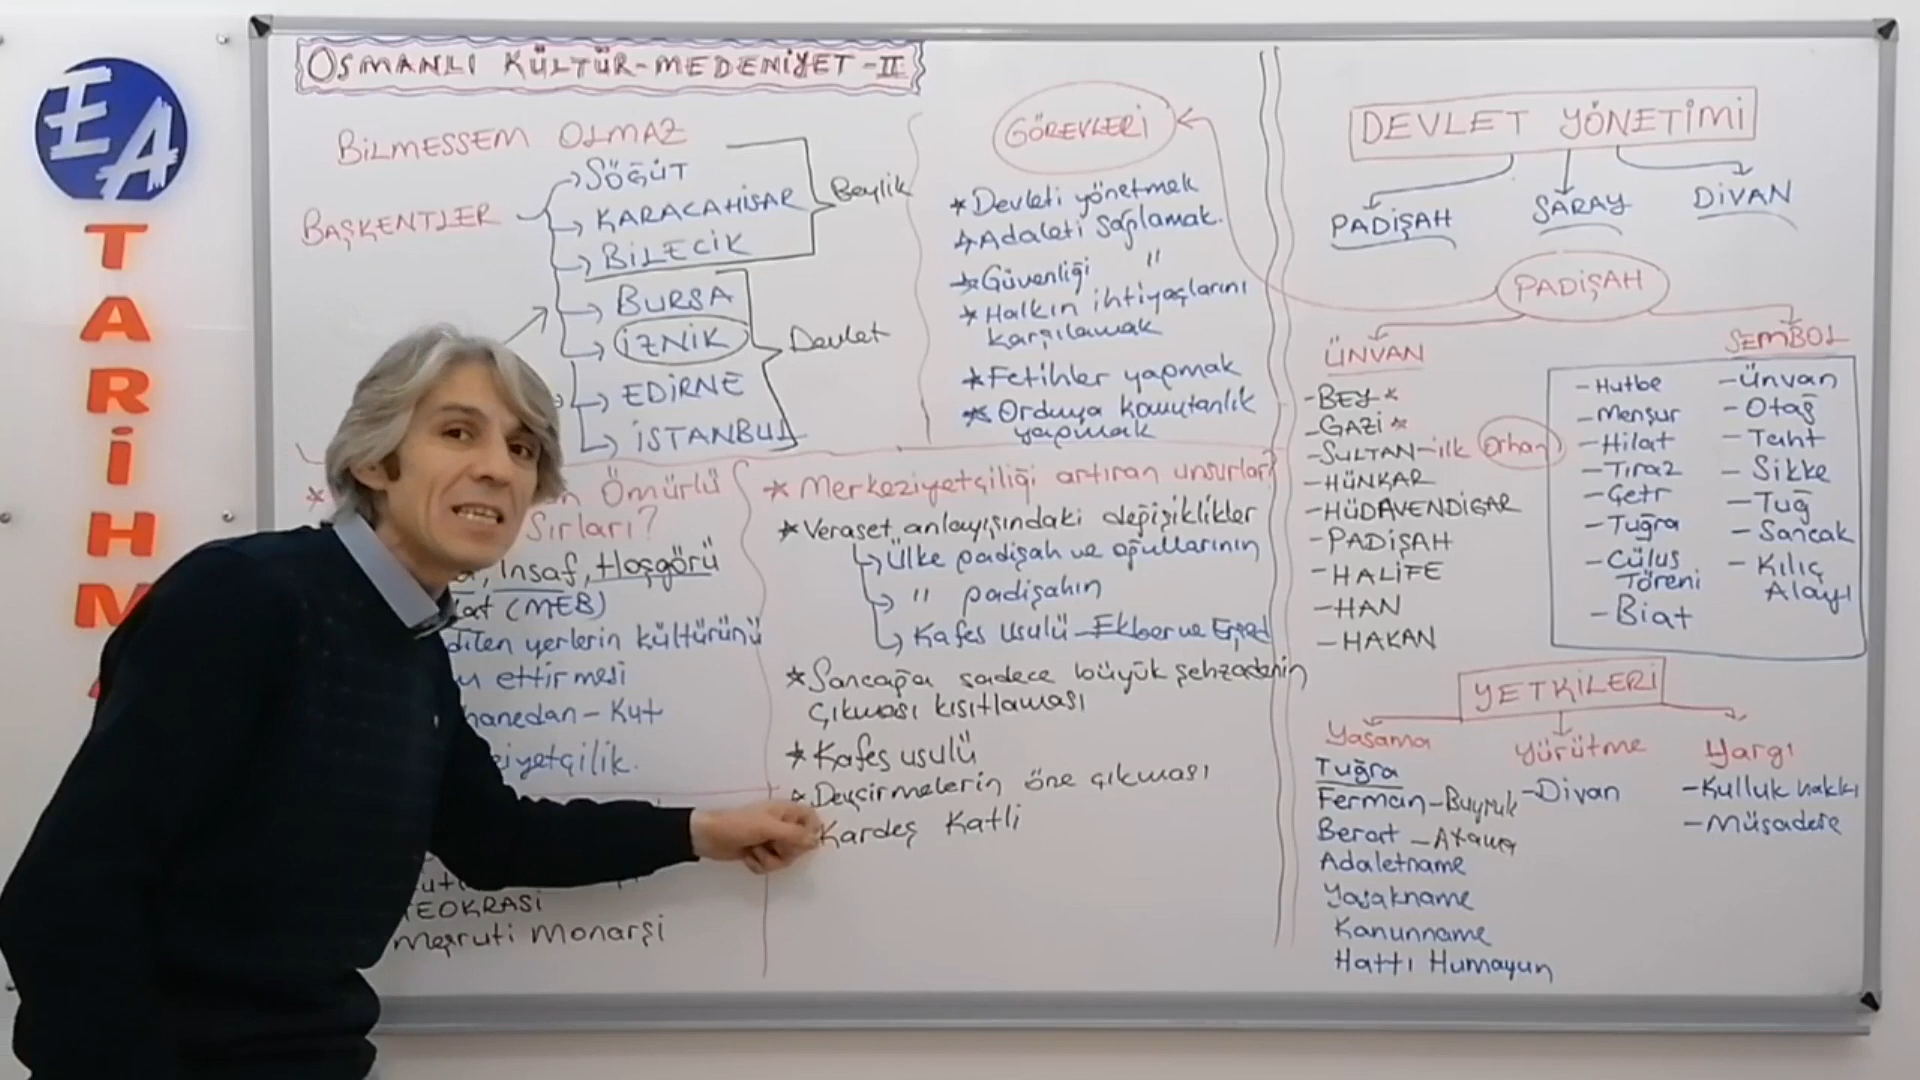 EA
TARİHM
OSMANLI KÜLTÜR-MEDENİYET-II
BİLMESSEM OLMAZ
BAŞKENTLER
SÖĞÜT
KARACAHİSAR
BİLECİK
Beylik
BURSA
İZNİK
EDİRNE
İSTANBUL
Devlet
GÖREVLERİ
* Devleti yönetmek
* Adaleti sağlamak.
* Güvenliği "
* Halkın ihtiyaçlarını
karşılamak
* Fetihler yapmak
* Orduya komutanlık
yapmak
DEVLET YÖNETİMİ
PADİŞAH
SARAY
DİVAN
PADİŞAH
ÜNVAN
- BEY *
- GAZİ *
- SULTAN - ilk Orhan
- HÜNKAR
- HÜDAVENDİGAR
- PADİŞAH
- HALİFE
- HAN
- HAKAN
SEMBOL
- Hutbe
- Menşur
- Hilat
- Tıraz
- Çetr
- Tuğra
- Cülus
Töreni
- Biat
- Ünvan
- Otağ
- Taht
- Sikke
- Tuğ
- Sancak
- Kılıç
Alayı
*
Ömürlü
Sırları?
İnsaf, Hoşgörü
(MEB)
yerlerin kültürünü
ettirmesi
hanedan - Kut
TEOKRASİ
Meşruti Monarşi
* Merkeziyetçiliği artıran unsurlar?
* Veraset anlayışındaki değişiklikler
Ülke padişah ve oğullarının
" padişahın
Kafes Usulü - Ekber ve Erşed
* Sancağa sadece büyük şehzadenin
çıkması kısıtlaması
* Kafes usulü
* Devşirmelerin öne çıkması
Kardeş Katli
YETKİLERİ
Yasama
Tuğra
Ferman - Buyruk
Berat - Atama
Adaletname
Yasakname
Kanunname
Hattı Humayun
Yürütme
- Divan
Yargı
- Kulluk hakkı
- Müsadere